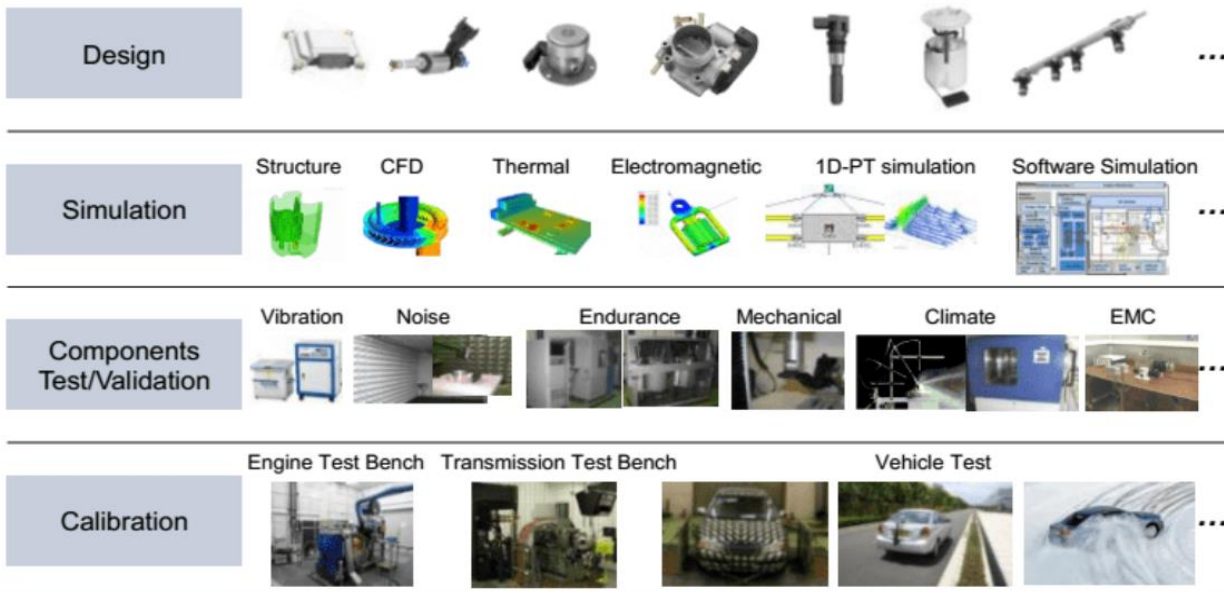 Design
...
Simulation
Structure
CFD
Thermal
Electromagnetic
1D-PT simulation
Software Simulation
...
Components
Test/Validation
Vibration
Noise
Endurance
Mechanical
Climate
EMC
...
Calibration
Engine Test Bench
Transmission Test Bench
Vehicle Test
...